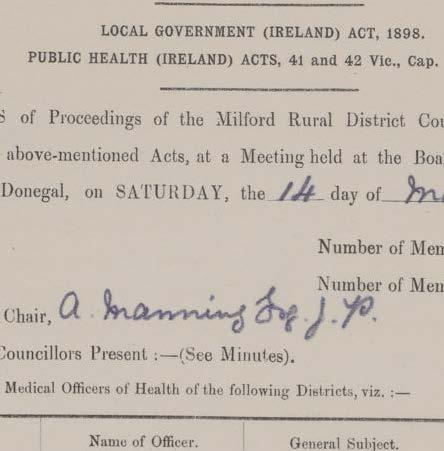 LOCAL GOVERNMENT (IRELAND) ACT, 1898.
PUBLIC HEALTH (IRELAND) ACTS, 41 and 42 Vic., Cap.
S of Proceedings of the Milford Rural District Cou
above-mentioned Acts, at a Meeting held at the Boa
Donegal, on SATURDAY, the 14 day of M
Number of Mem
Number of Mem
Chair, A. Manning Esq. J. P.
Councillors Present :—(See Minutes).
Medical Officers of Health of the following Districts, viz. :—
Name of Officer. General Subject.